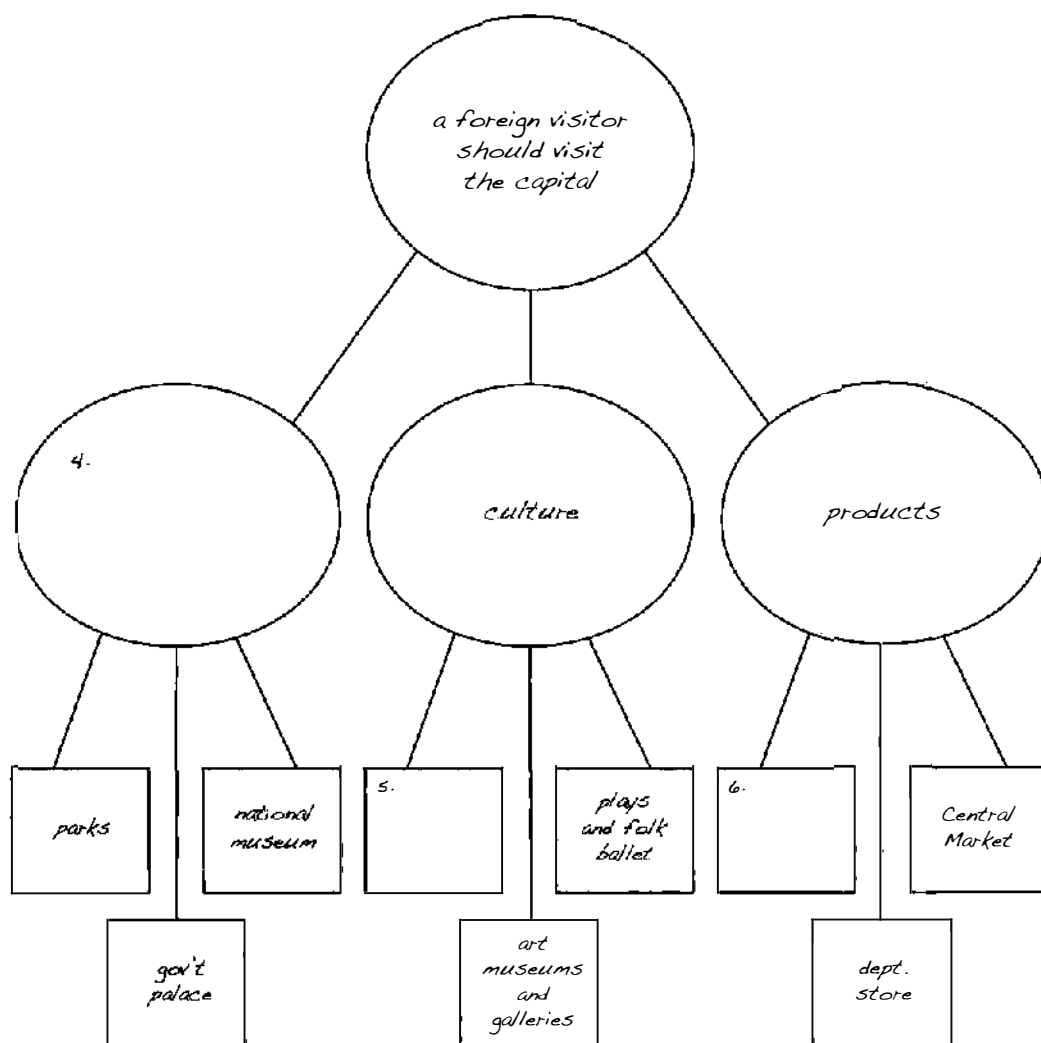 a foreign visitor
should visit
the capital
4.
culture
products
parks
national
museum
5.
plays
and folk
ballet
6.
Central
Market
gov't
palace
art
museums
and
galleries
dept.
store